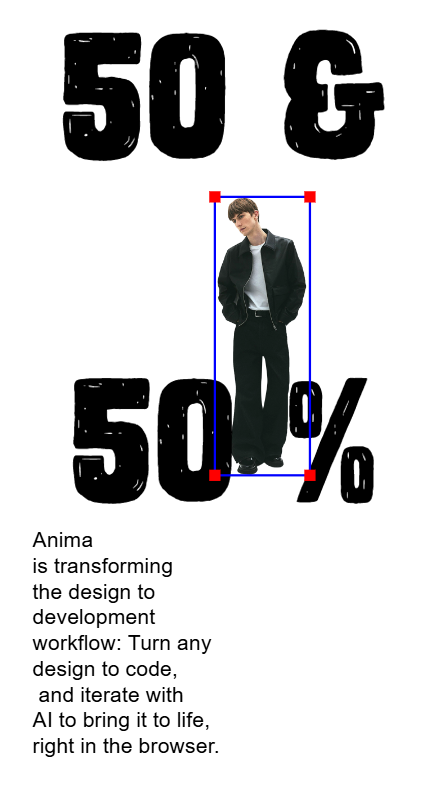 50 &
50 %
Anima
is transforming
the design to
development
workflow: Turn any
design to code,
and iterate with
AI to bring it to life,
right in the browser.